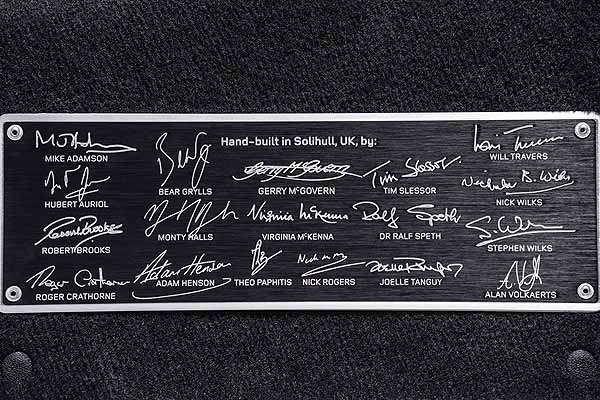 Hand-built in Solihull, UK, by:
MIKE ADAMSON
BEAR GRYLLS
GERRY McGOVERN
TIM SLESSOR
WILL TRAVERS
HUBERT AURIOL
MONTY HALLS
VIRGINIA McKENNA
DR RALF SPETH
NICK WILKS
ROBERT BROOKS
STEPHEN WILKS
ROGER CRATHORNE
ADAM HENSON
THEO PAPHITIS
NICK ROGERS
JOELLE TANGUY
ALAN VOLKAERTS